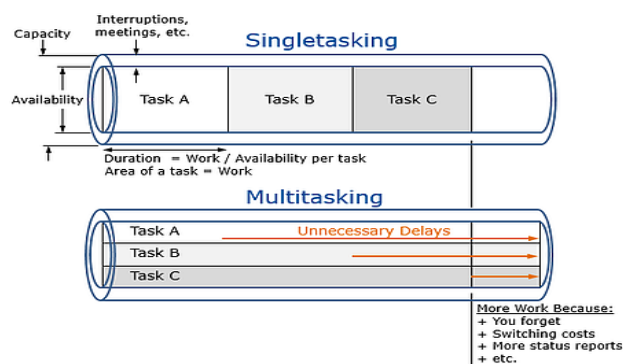 Interruptions,
meetings, etc.
Capacity
Singletasking
Availability
Task A
Task B
Task C
Duration = Work / Availability per task
Area of a task = Work
Multitasking
Task A
Unnecessary Delays
Task B
Task C
More Work Because:
+ You forget
+ Switching costs
+ More status reports
+ etc.